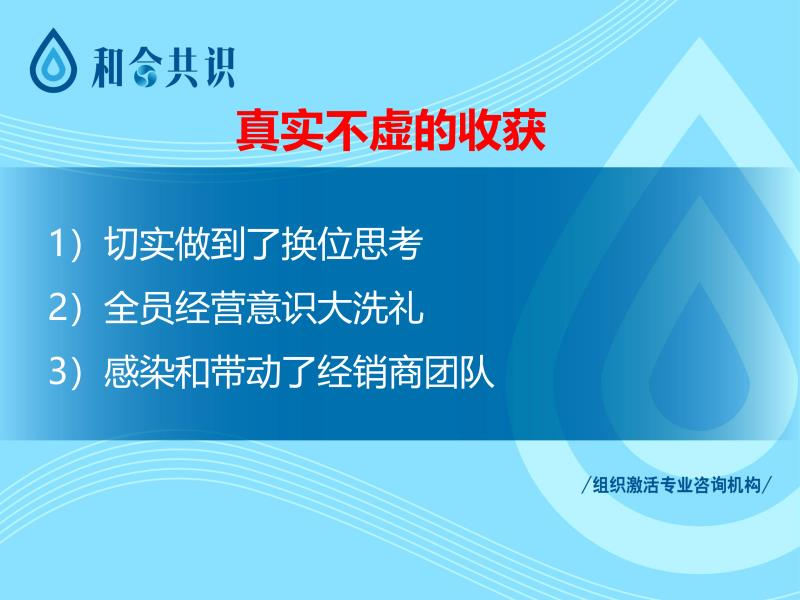 和合共识
真实不虚的收获
1）切实做到了换位思考
2）全员经营意识大洗礼
3）感染和带动了经销商团队
/组织激活专业咨询机构/